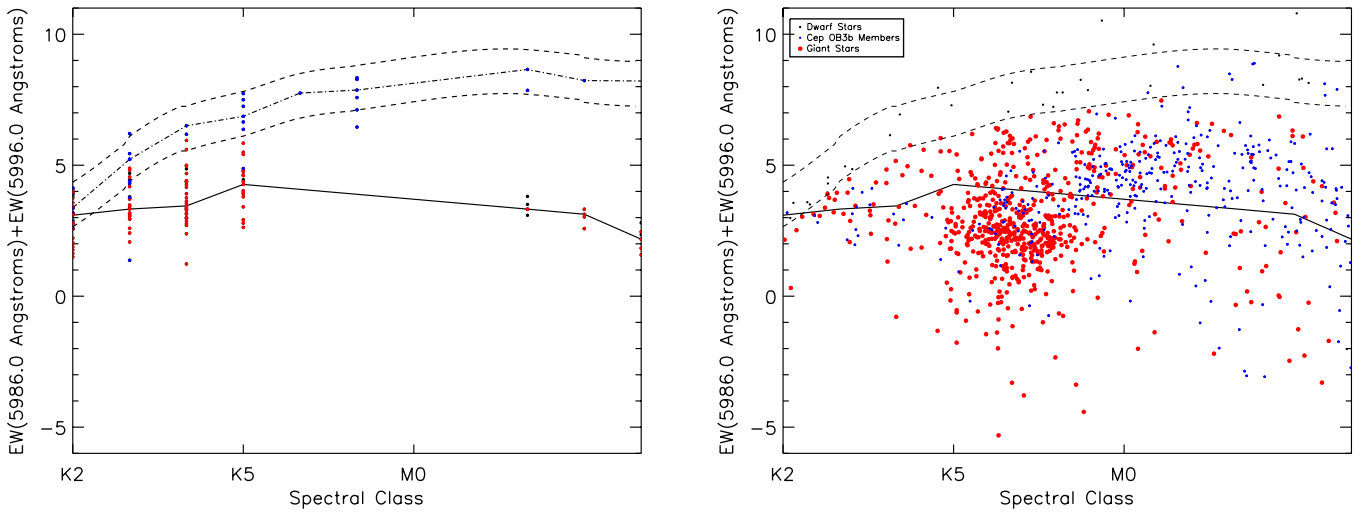 EW(5986.0 Angstroms)+EW(5996.0 Angstroms)
10
5
0
−5
K2
K5
M0
Spectral Class
EW(5986.0 Angstroms)+EW(5996.0 Angstroms)
10
5
0
−5
K2
K5
M0
Spectral Class
Dwarf Stars
Cep OB3b Members
Giant Stars